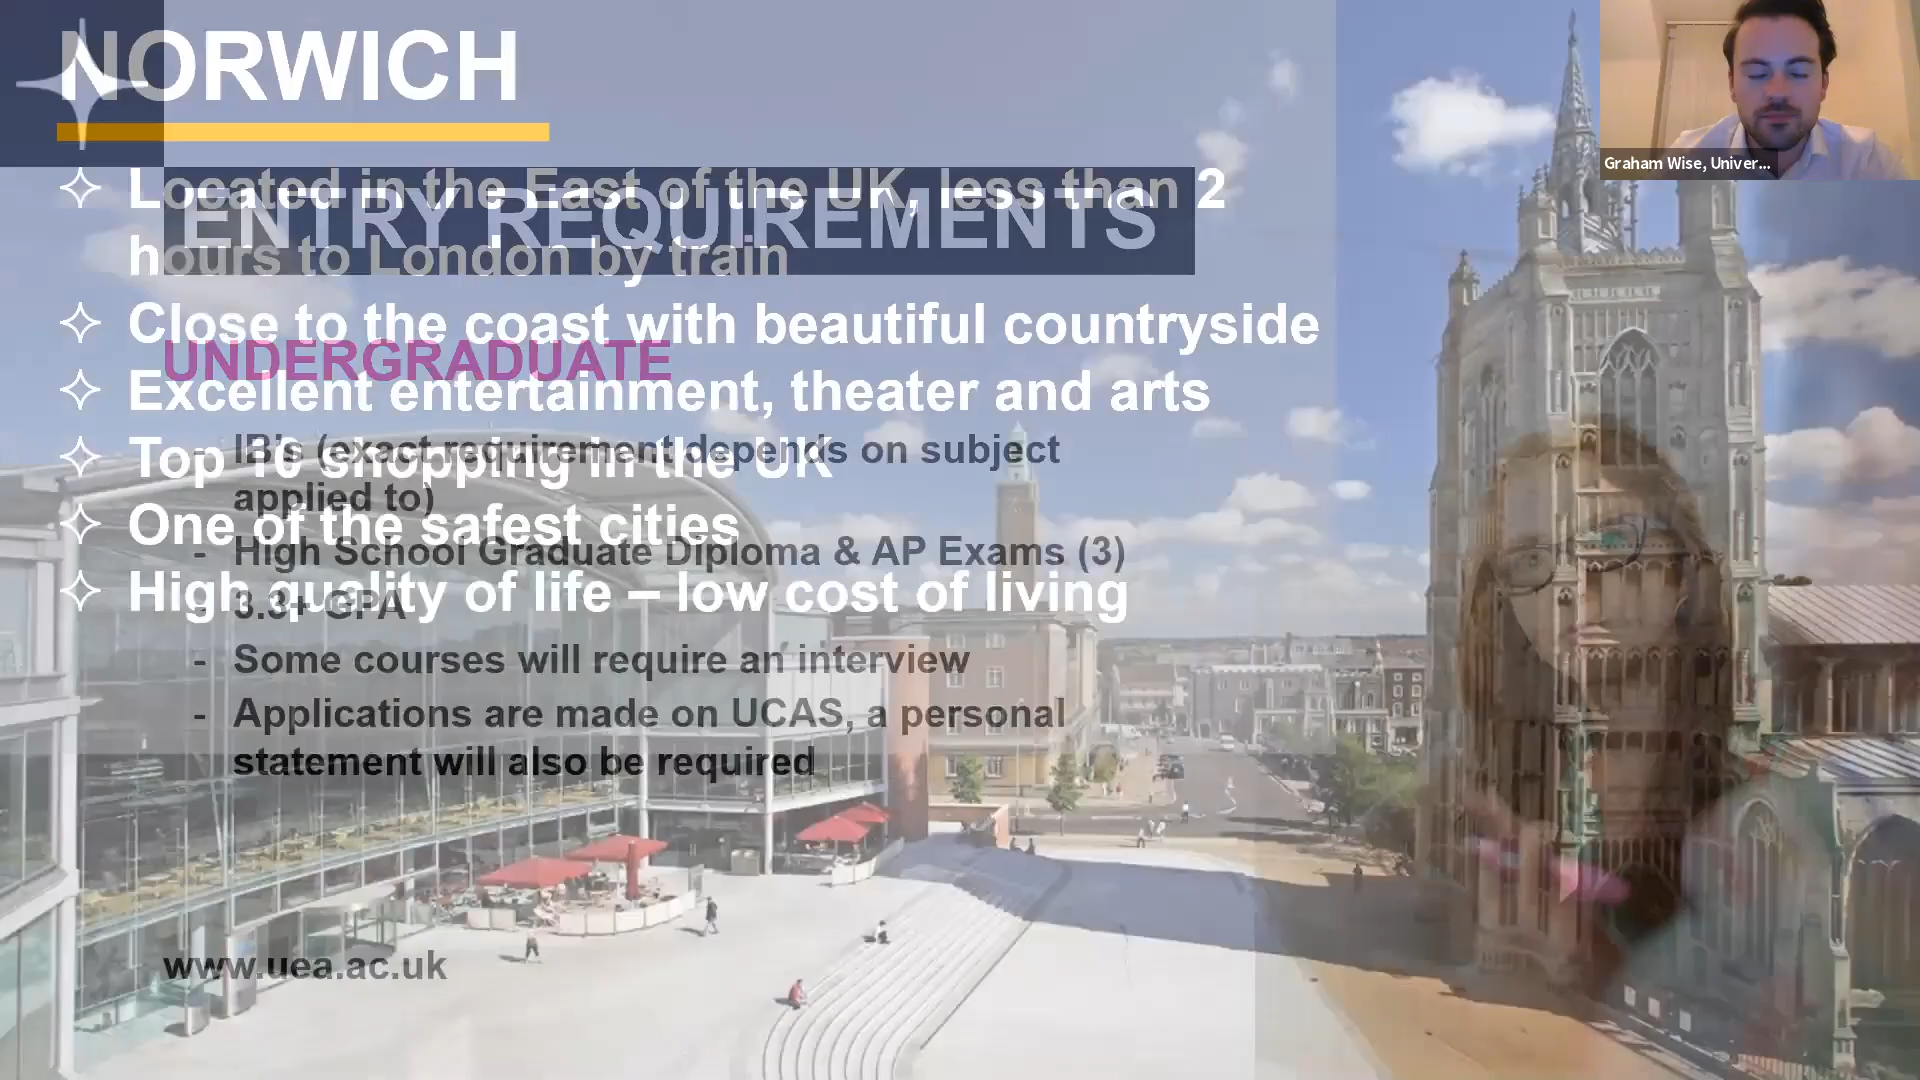 NORWICH
Located in the East of the UK, less than 2
hours to London by train
Close to the coast with beautiful countryside
Excellent entertainment, theater and arts
Top 10 shopping in the UK
One of the safest cities
High quality of life – low cost of living
ENTRY REQUIREMENTS
UNDERGRADUATE
- IB's (exact requirement depends on subject
applied to)
- High School Graduate Diploma & AP Exams (3)
- 3.3+ GPA
- Some courses will require an interview
- Applications are made on UCAS, a personal
statement will also be required
www.uea.ac.uk
Graham Wise, Univer...